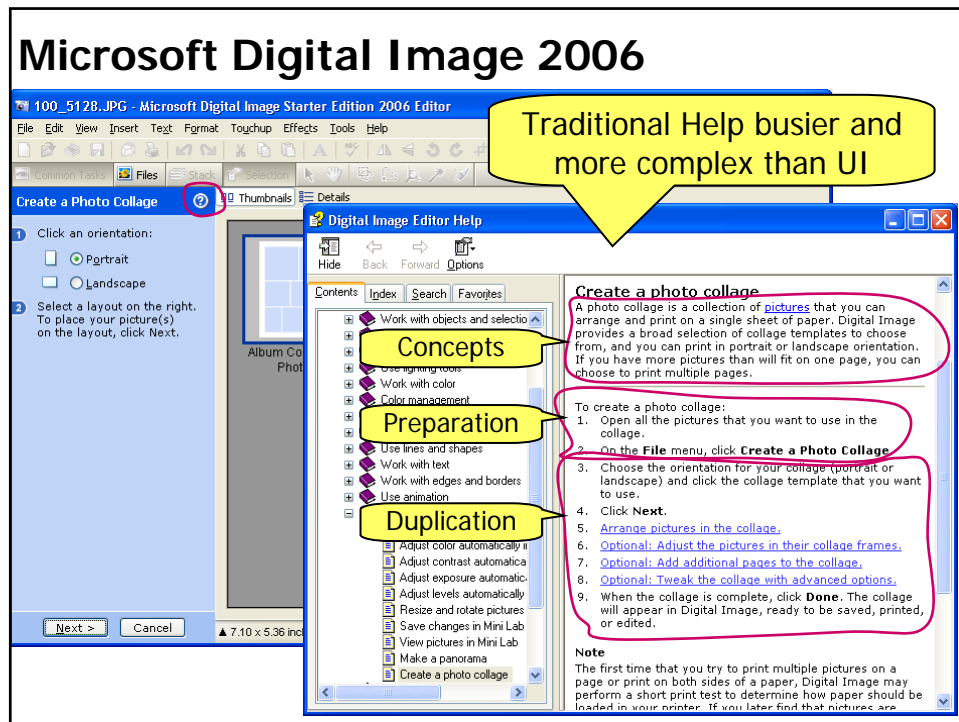 Microsoft Digital Image 2006
100_5128.JPG - Microsoft Digital Image Starter Edition 2006 Editor
File Edit View Insert Text Format Touchup Effects Tools Help
Traditional Help busier and
more complex than UI
Common Tasks Files Stack Selection
Create a Photo Collage
Thumbnails Details
1 Click an orientation:
Portrait
Landscape
2 Select a layout on the right.
To place your picture(s)
on the layout, click Next.
Next > Cancel
Album Co
Phot
7.10 x 5.36 incl
Digital Image Editor Help
Hide Back Forward Options
Contents Index Search Favorites
Work with objects and selectio
Concepts
Use lighting tools
Work with color
Color management
Preparation
Use lines and shapes
Work with text
Work with edges and borders
Use animation
Duplication
Adjust color automatically i
Adjust contrast automatica
Adjust exposure automatic
Adjust levels automatically
Resize and rotate pictures
Save changes in Mini Lab
View pictures in Mini Lab
Make a panorama
Create a photo collage
Create a photo collage
A photo collage is a collection of pictures that you can
arrange and print on a single sheet of paper. Digital Image
provides a broad selection of collage templates to choose
from, and you can print in portrait or landscape orientation.
If you have more pictures than will fit on one page, you can
choose to print multiple pages.
To create a photo collage:
1. Open all the pictures that you want to use in the
collage.
2. On the File menu, click Create a Photo Collage
3. Choose the orientation for your collage (portrait or
landscape) and click the collage template that you want
to use.
4. Click Next.
5. Arrange pictures in the collage.
6. Optional: Adjust the pictures in their collage frames.
7. Optional: Add additional pages to the collage.
8. Optional: Tweak the collage with advanced options.
9. When the collage is complete, click Done. The collage
will appear in Digital Image, ready to be saved, printed,
or edited.
Note
The first time that you try to print multiple pictures on a
page or print on both sides of a paper, Digital Image may
perform a short print test to determine how paper should be
loaded in your printer. If you later find that pictures are